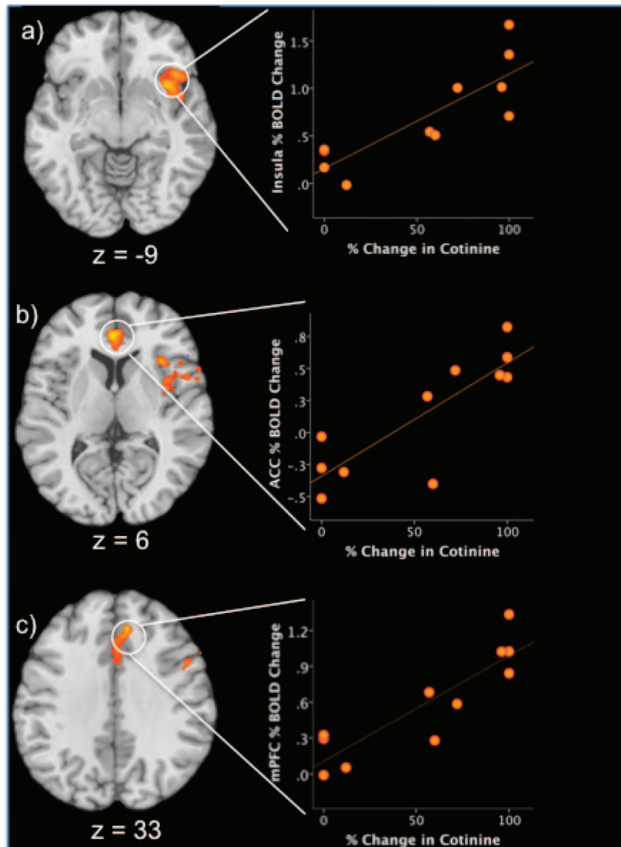 a)
1.5
1.0
.5
.0
Insula % BOLD Change
0
50
100
% Change in Cotinine
z = -9
b)
.8
.5
.3
.0
-.3
-.5
ACC % BOLD Change
0
50
100
% Change in Cotinine
z = 6
c)
1.2
.9
.6
.3
.0
mPFC % BOLD Change
0
50
100
% Change in Cotinine
z = 33